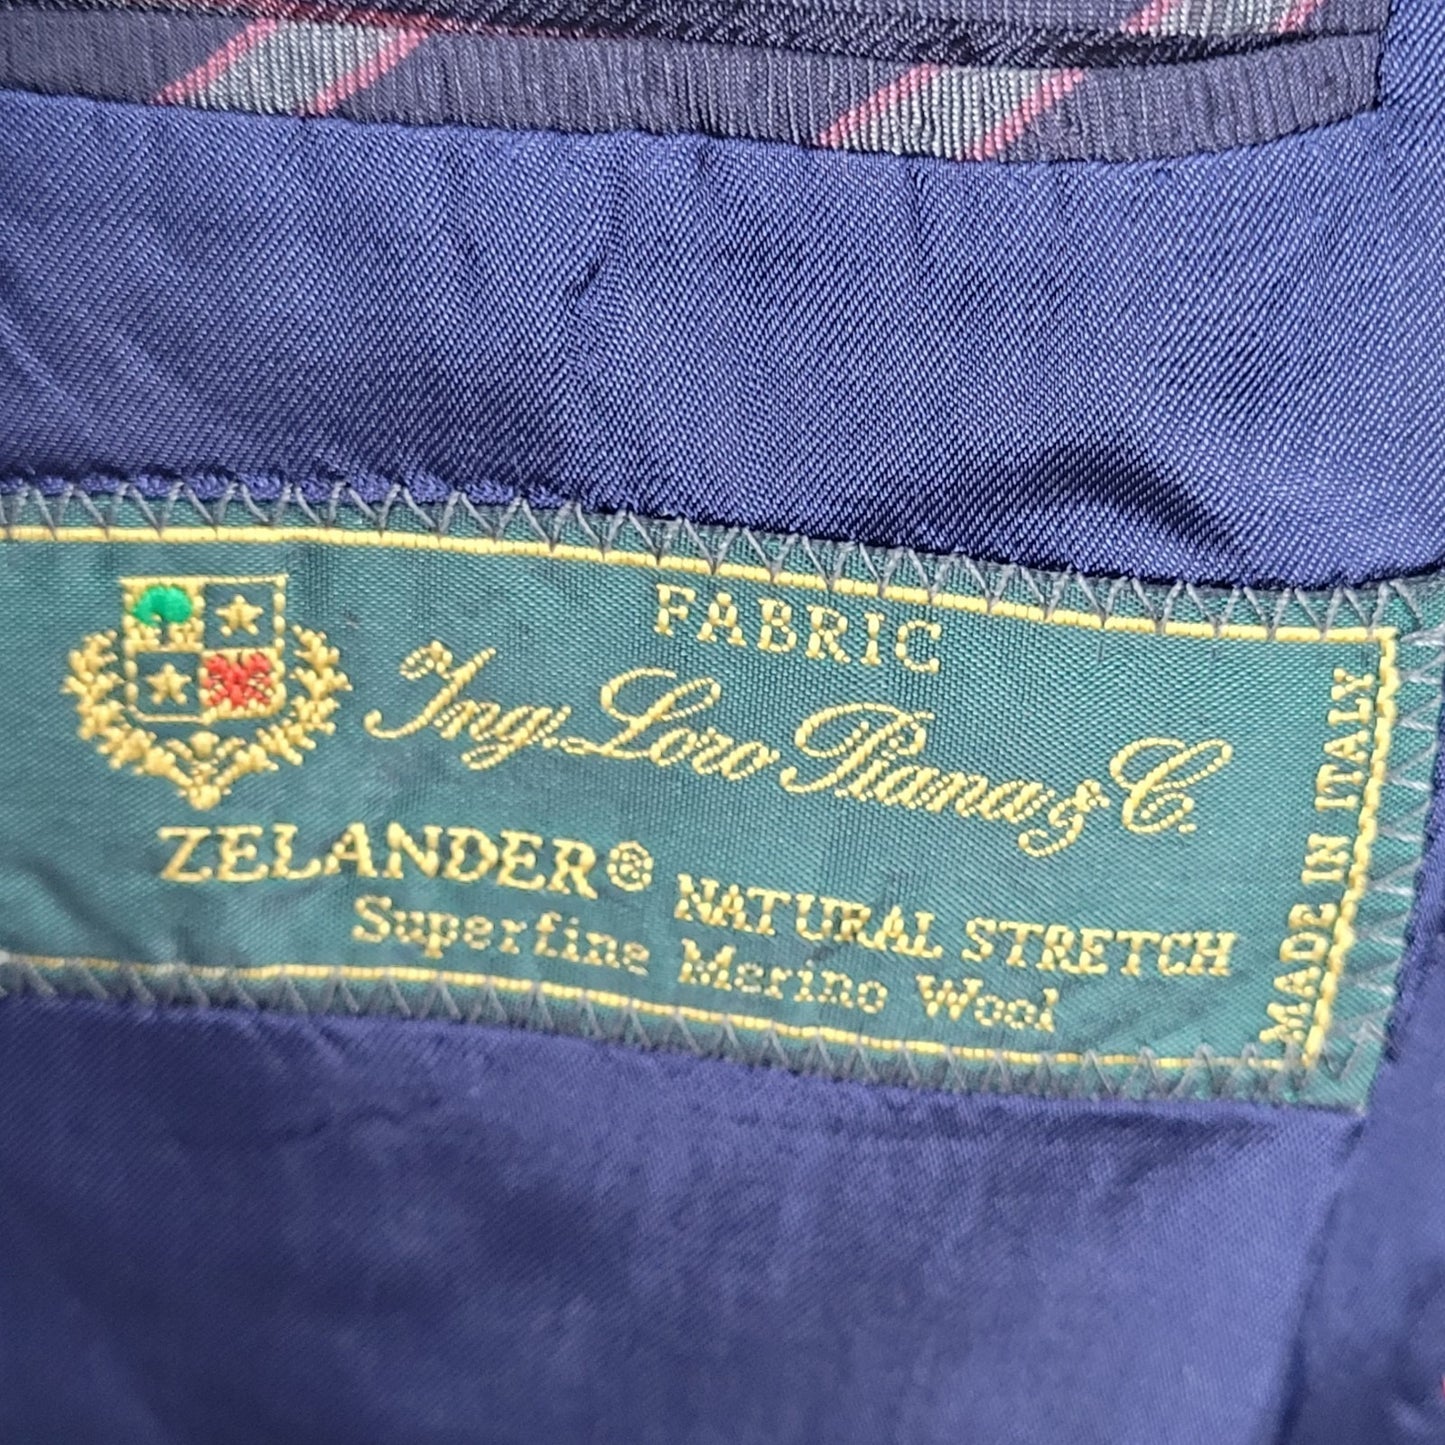 FABRIC
Ing. Loro Piana & C.
ZELANDER® NATURAL STRETCH
Superfine Merino Wool
MADE IN ITALY